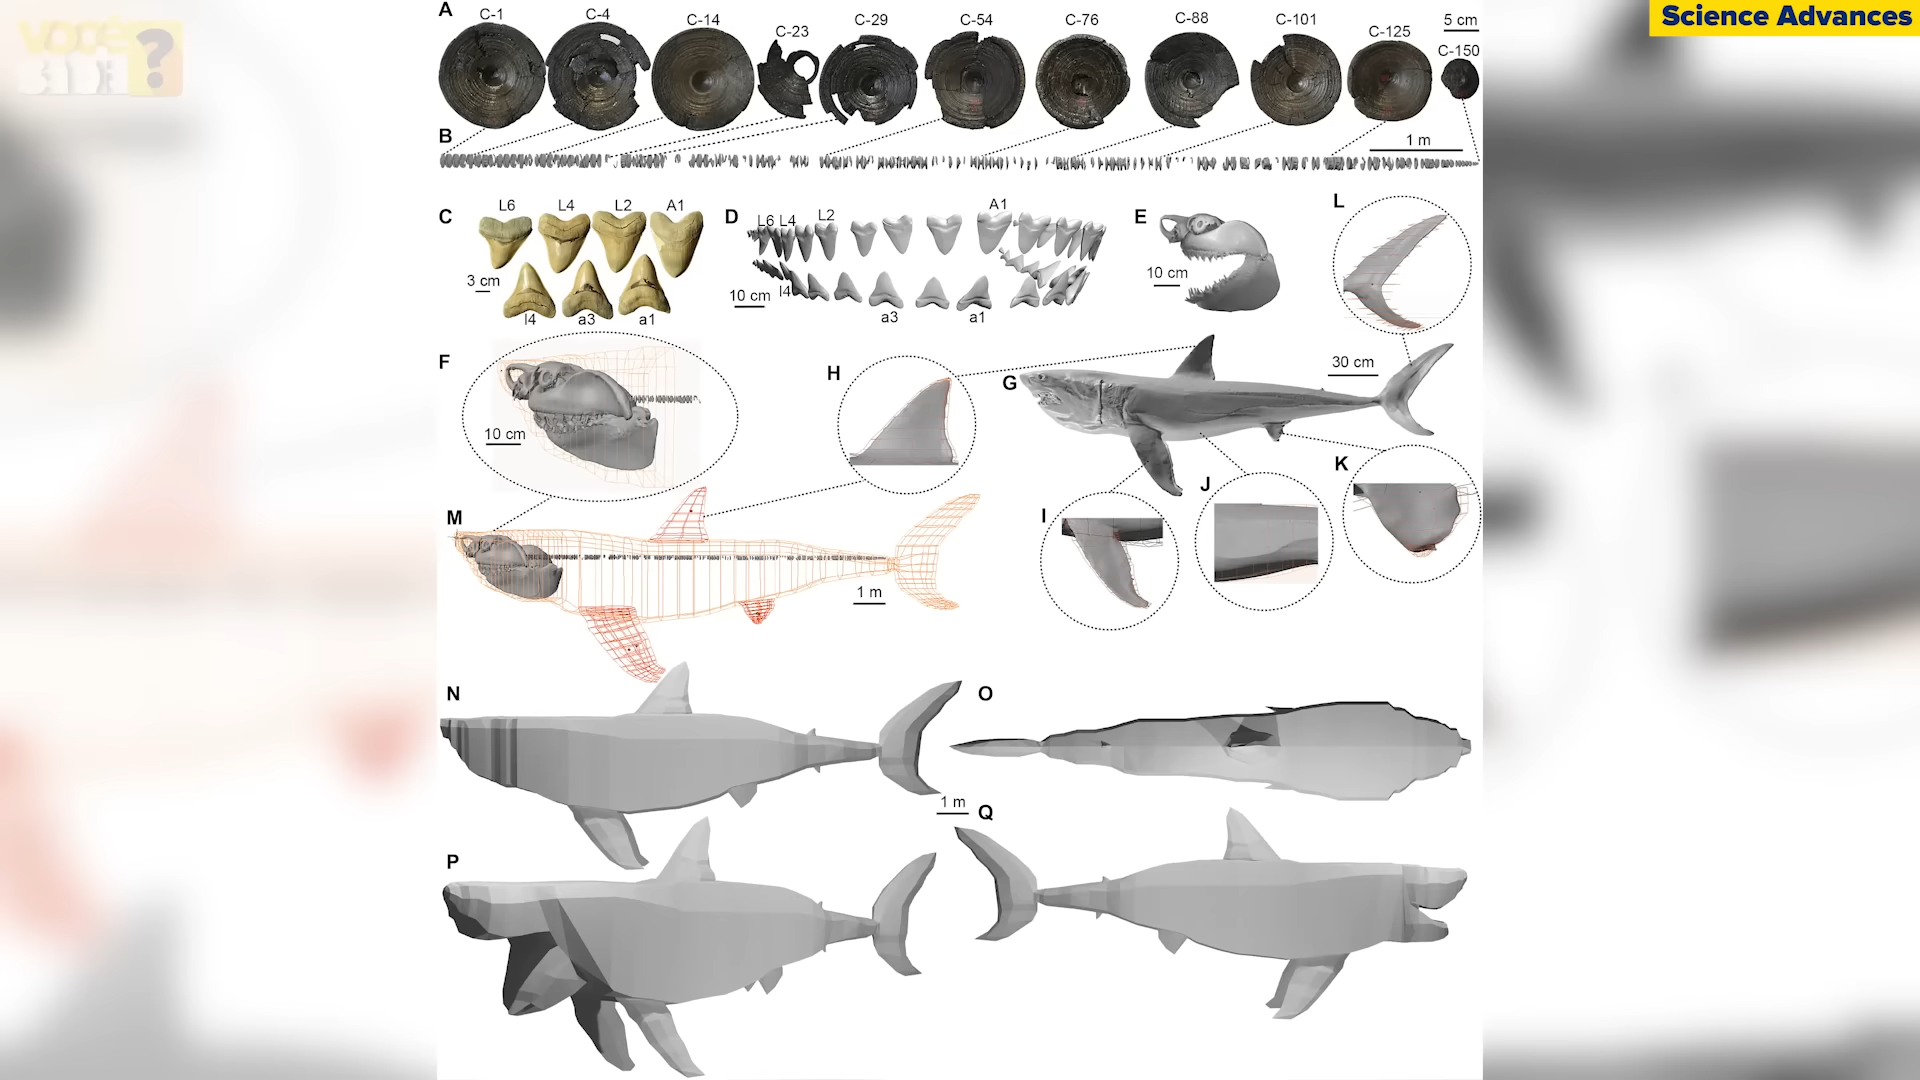 VOCÊ
SABIA
?
Science Advances
A
C-1
C-4
C-14
C-23
C-29
C-54
C-76
C-88
C-101
C-125
5 cm
C-150
B
1 m
C
L6
L4
L2
A1
3 cm
l4
a3
a1
D
L6
L4
L2
A1
l4
10 cm
a3
a1
E
10 cm
L
F
10 cm
H
G
30 cm
K
J
I
M
1 m
N
O
1 m
Q
P